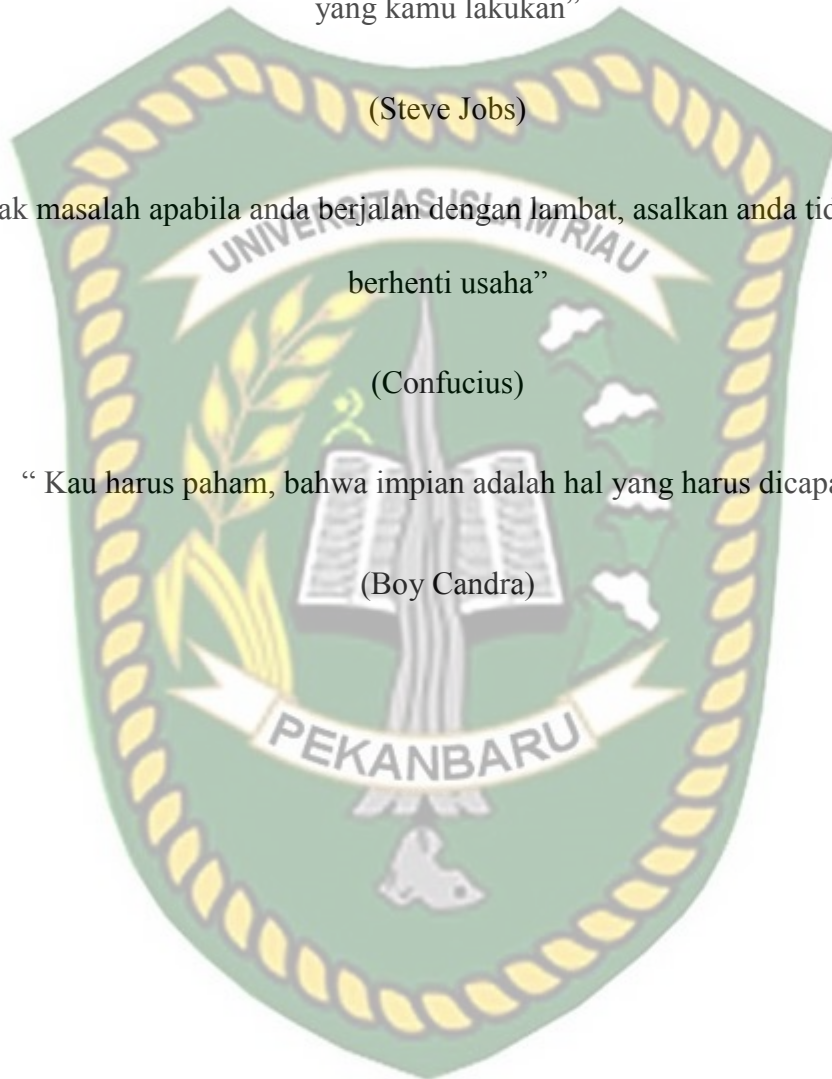 yang kamu lakukan”
(Steve Jobs)
ak masalah apabila anda berjalan dengan lambat, asalkan anda tid
UNIVERSITAS ISLAM RIAU
berhenti usaha”
(Confucius)
“ Kau harus paham, bahwa impian adalah hal yang harus dicapa
(Boy Candra)
PEKANBARU